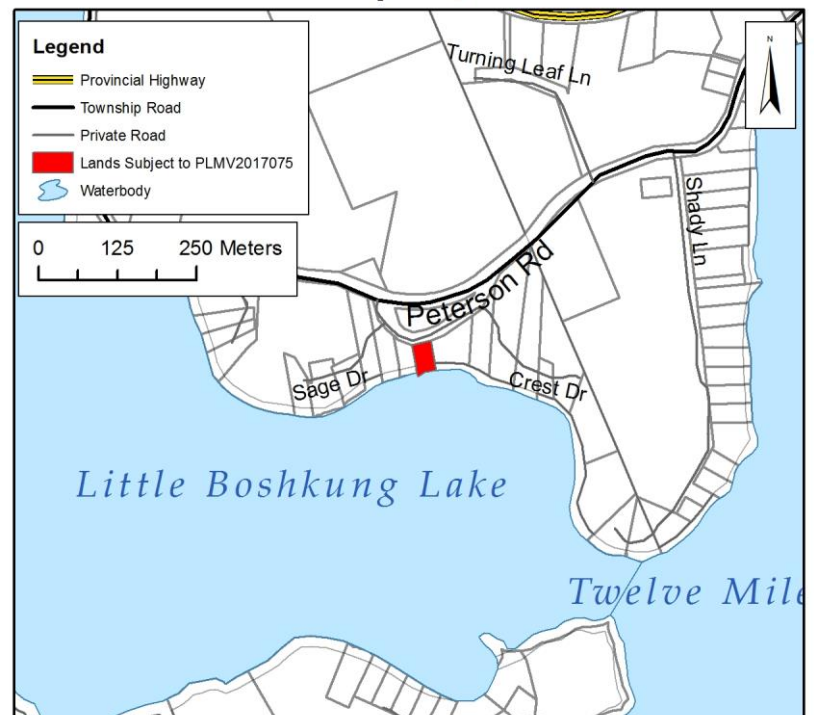 Legend
Provincial Highway
Township Road
Private Road
Lands Subject to PLMV2017075
Waterbody
0 125 250 Meters
N
Turning Leaf Ln
Shady Ln
Peterson Rd
Sage Dr
Crest Dr
Little Boshkung Lake
Twelve Mile